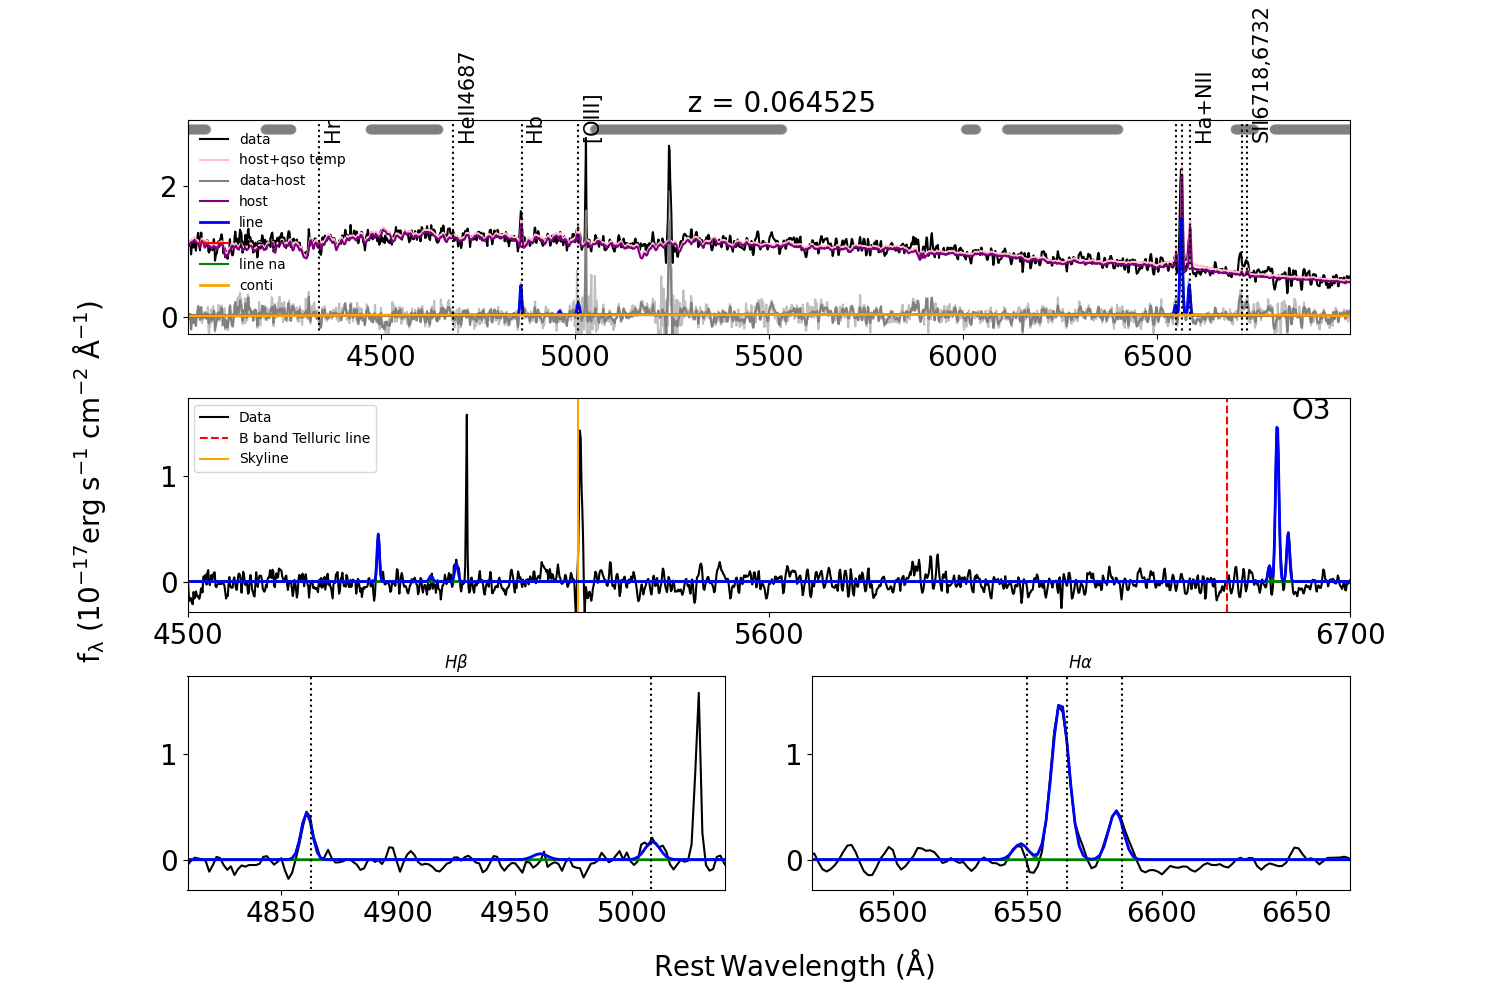 z = 0.064525
Hr
HeII4687
Hb
[OIII]
Ha+NII
SII6718,6732
data
host+qso temp
data-host
host
line
line na
conti
2
0
4500
5000
5500
6000
6500
fλ (10−17erg s−1 cm−2 Å−1)
O3
Data
B band Telluric line
Skyline
1
0
4500
5600
6700
Hβ
1
0
4850
4900
4950
5000
Hα
1
0
6500
6550
6600
6650
Rest Wavelength (Å)